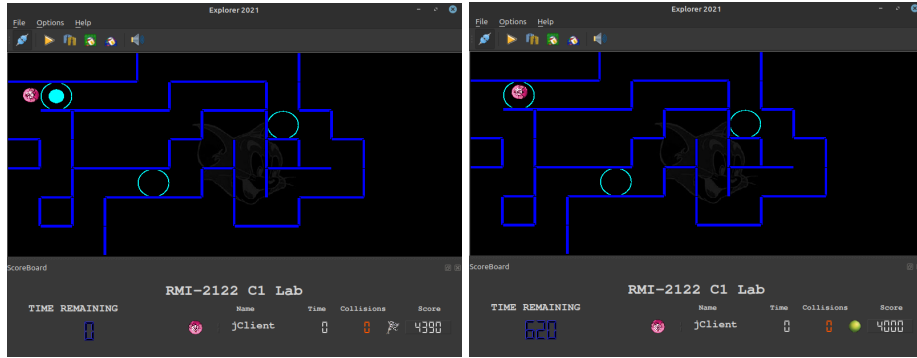 Explorer 2021
File Options Help
ScoreBoard
RMI-2122 C1 Lab
TIME REMAINING Name Time Collisions Score
0 jClient 0 0 4390
Explorer 2021
File Options Help
ScoreBoard
RMI-2122 C1 Lab
TIME REMAINING Name Time Collisions Score
620 jClient 0 0 4000